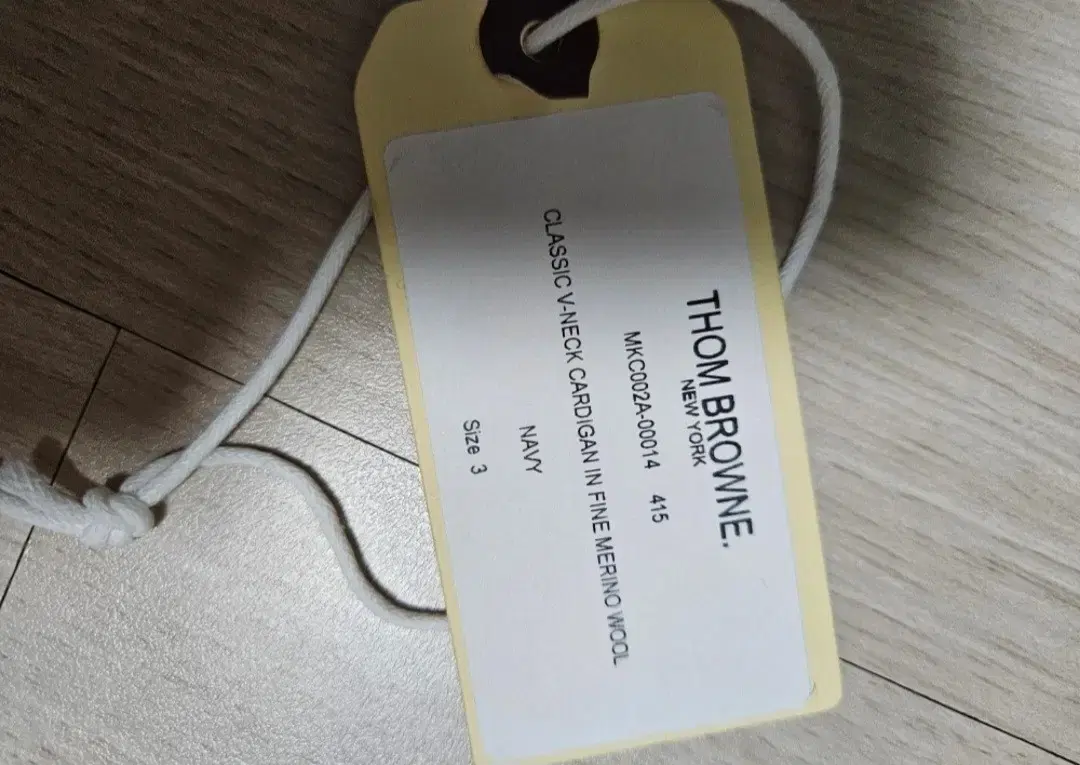 THOM BROWNE.
NEW YORK
MKC002A-00014 415
CLASSIC V-NECK CARDIGAN IN FINE MERINO WOOL
NAVY
Size 3